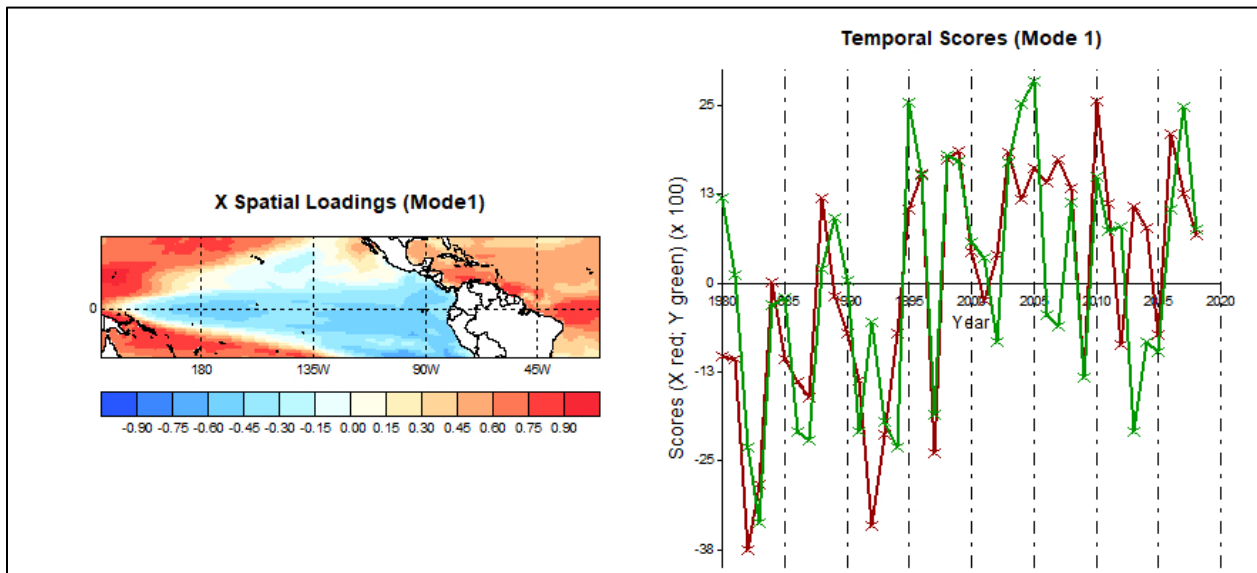 Temporal Scores (Mode 1)
X Spatial Loadings (Mode1)
0
180 135W 90W 45W
-0.90 -0.75 -0.60 -0.45 -0.30 -0.15 0.00 0.15 0.30 0.45 0.60 0.75 0.90
Scores (X red; Y green) (x 100)
25
13
0
-13
-25
-38
1980 1985 1990 1995 2000 2005 2010 2015 2020
Year